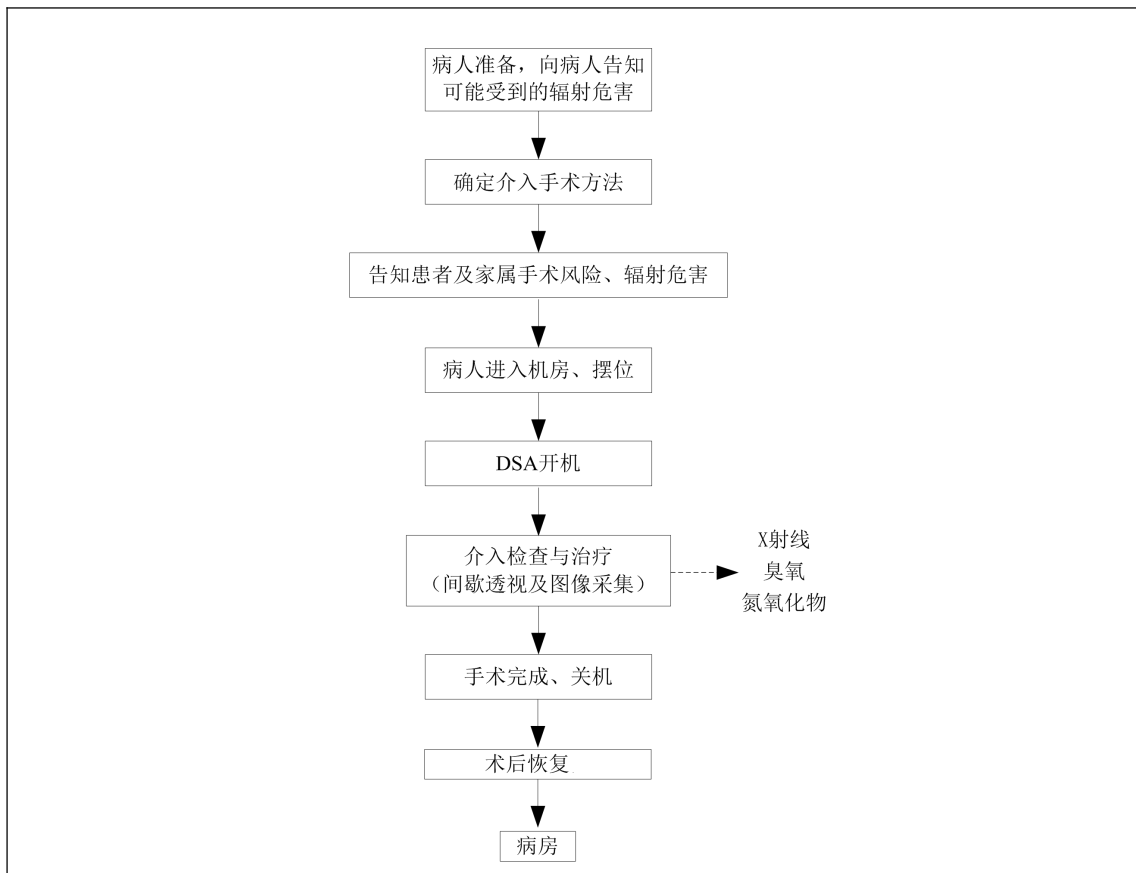 病人准备，向病人告知
可能受到的辐射危害
确定介入手术方法
告知患者及家属手术风险、辐射危害
病人进入机房、摆位
DSA开机
介入检查与治疗
（间歇透视及图像采集）
X射线
臭氧
氮氧化物
手术完成、关机
术后恢复
病房